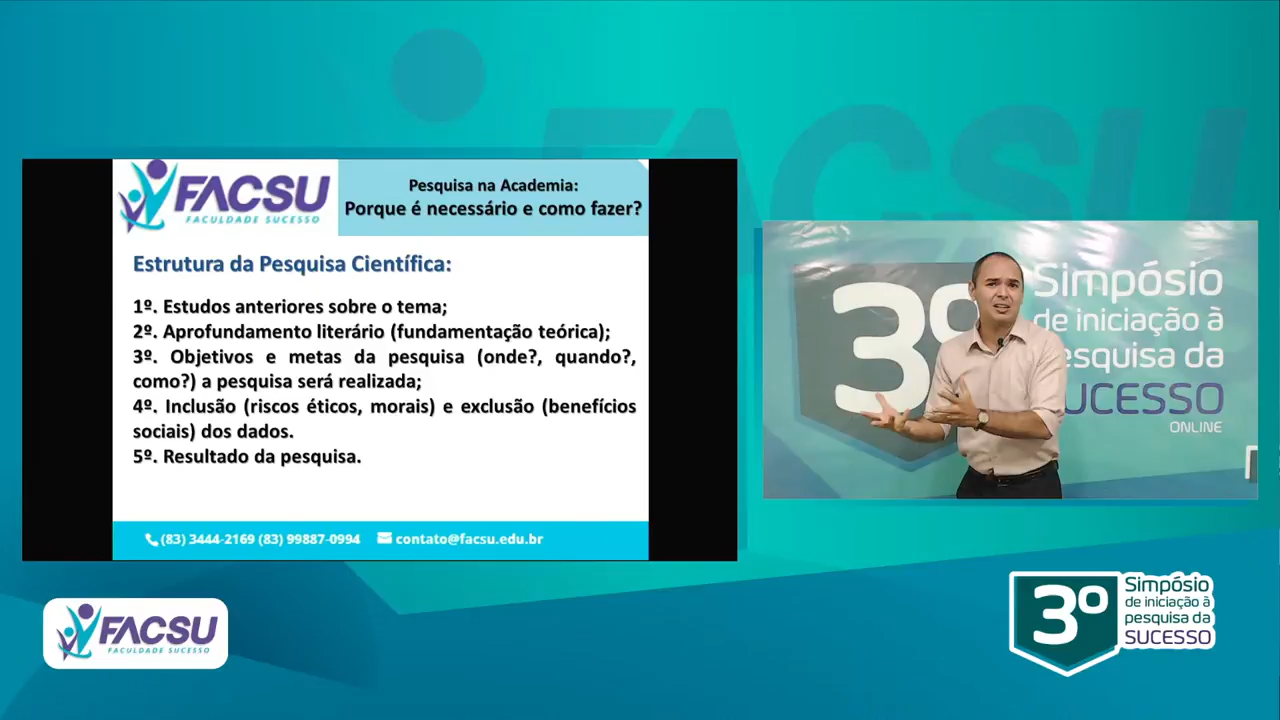 FACSU
FACSU
FACULDADE SUCESSO
Pesquisa na Academia:
Porque é necessário e como fazer?
Estrutura da Pesquisa Científica:
1º. Estudos anteriores sobre o tema;
2º. Aprofundamento literário (fundamentação teórica);
3º. Objetivos e metas da pesquisa (onde?, quando?,
como?) a pesquisa será realizada;
4º. Inclusão (riscos éticos, morais) e exclusão (benefícios
sociais) dos dados.
5º. Resultado da pesquisa.
(83) 3444-2169 (83) 99887-0994 contato@facsu.edu.br
3º
Simpósio
de iniciação à
esquisa da
UCESSO
ONLINE
FACSU
FACULDADE SUCESSO
3º
Simpósio
de iniciação à
pesquisa da
SUCESSO